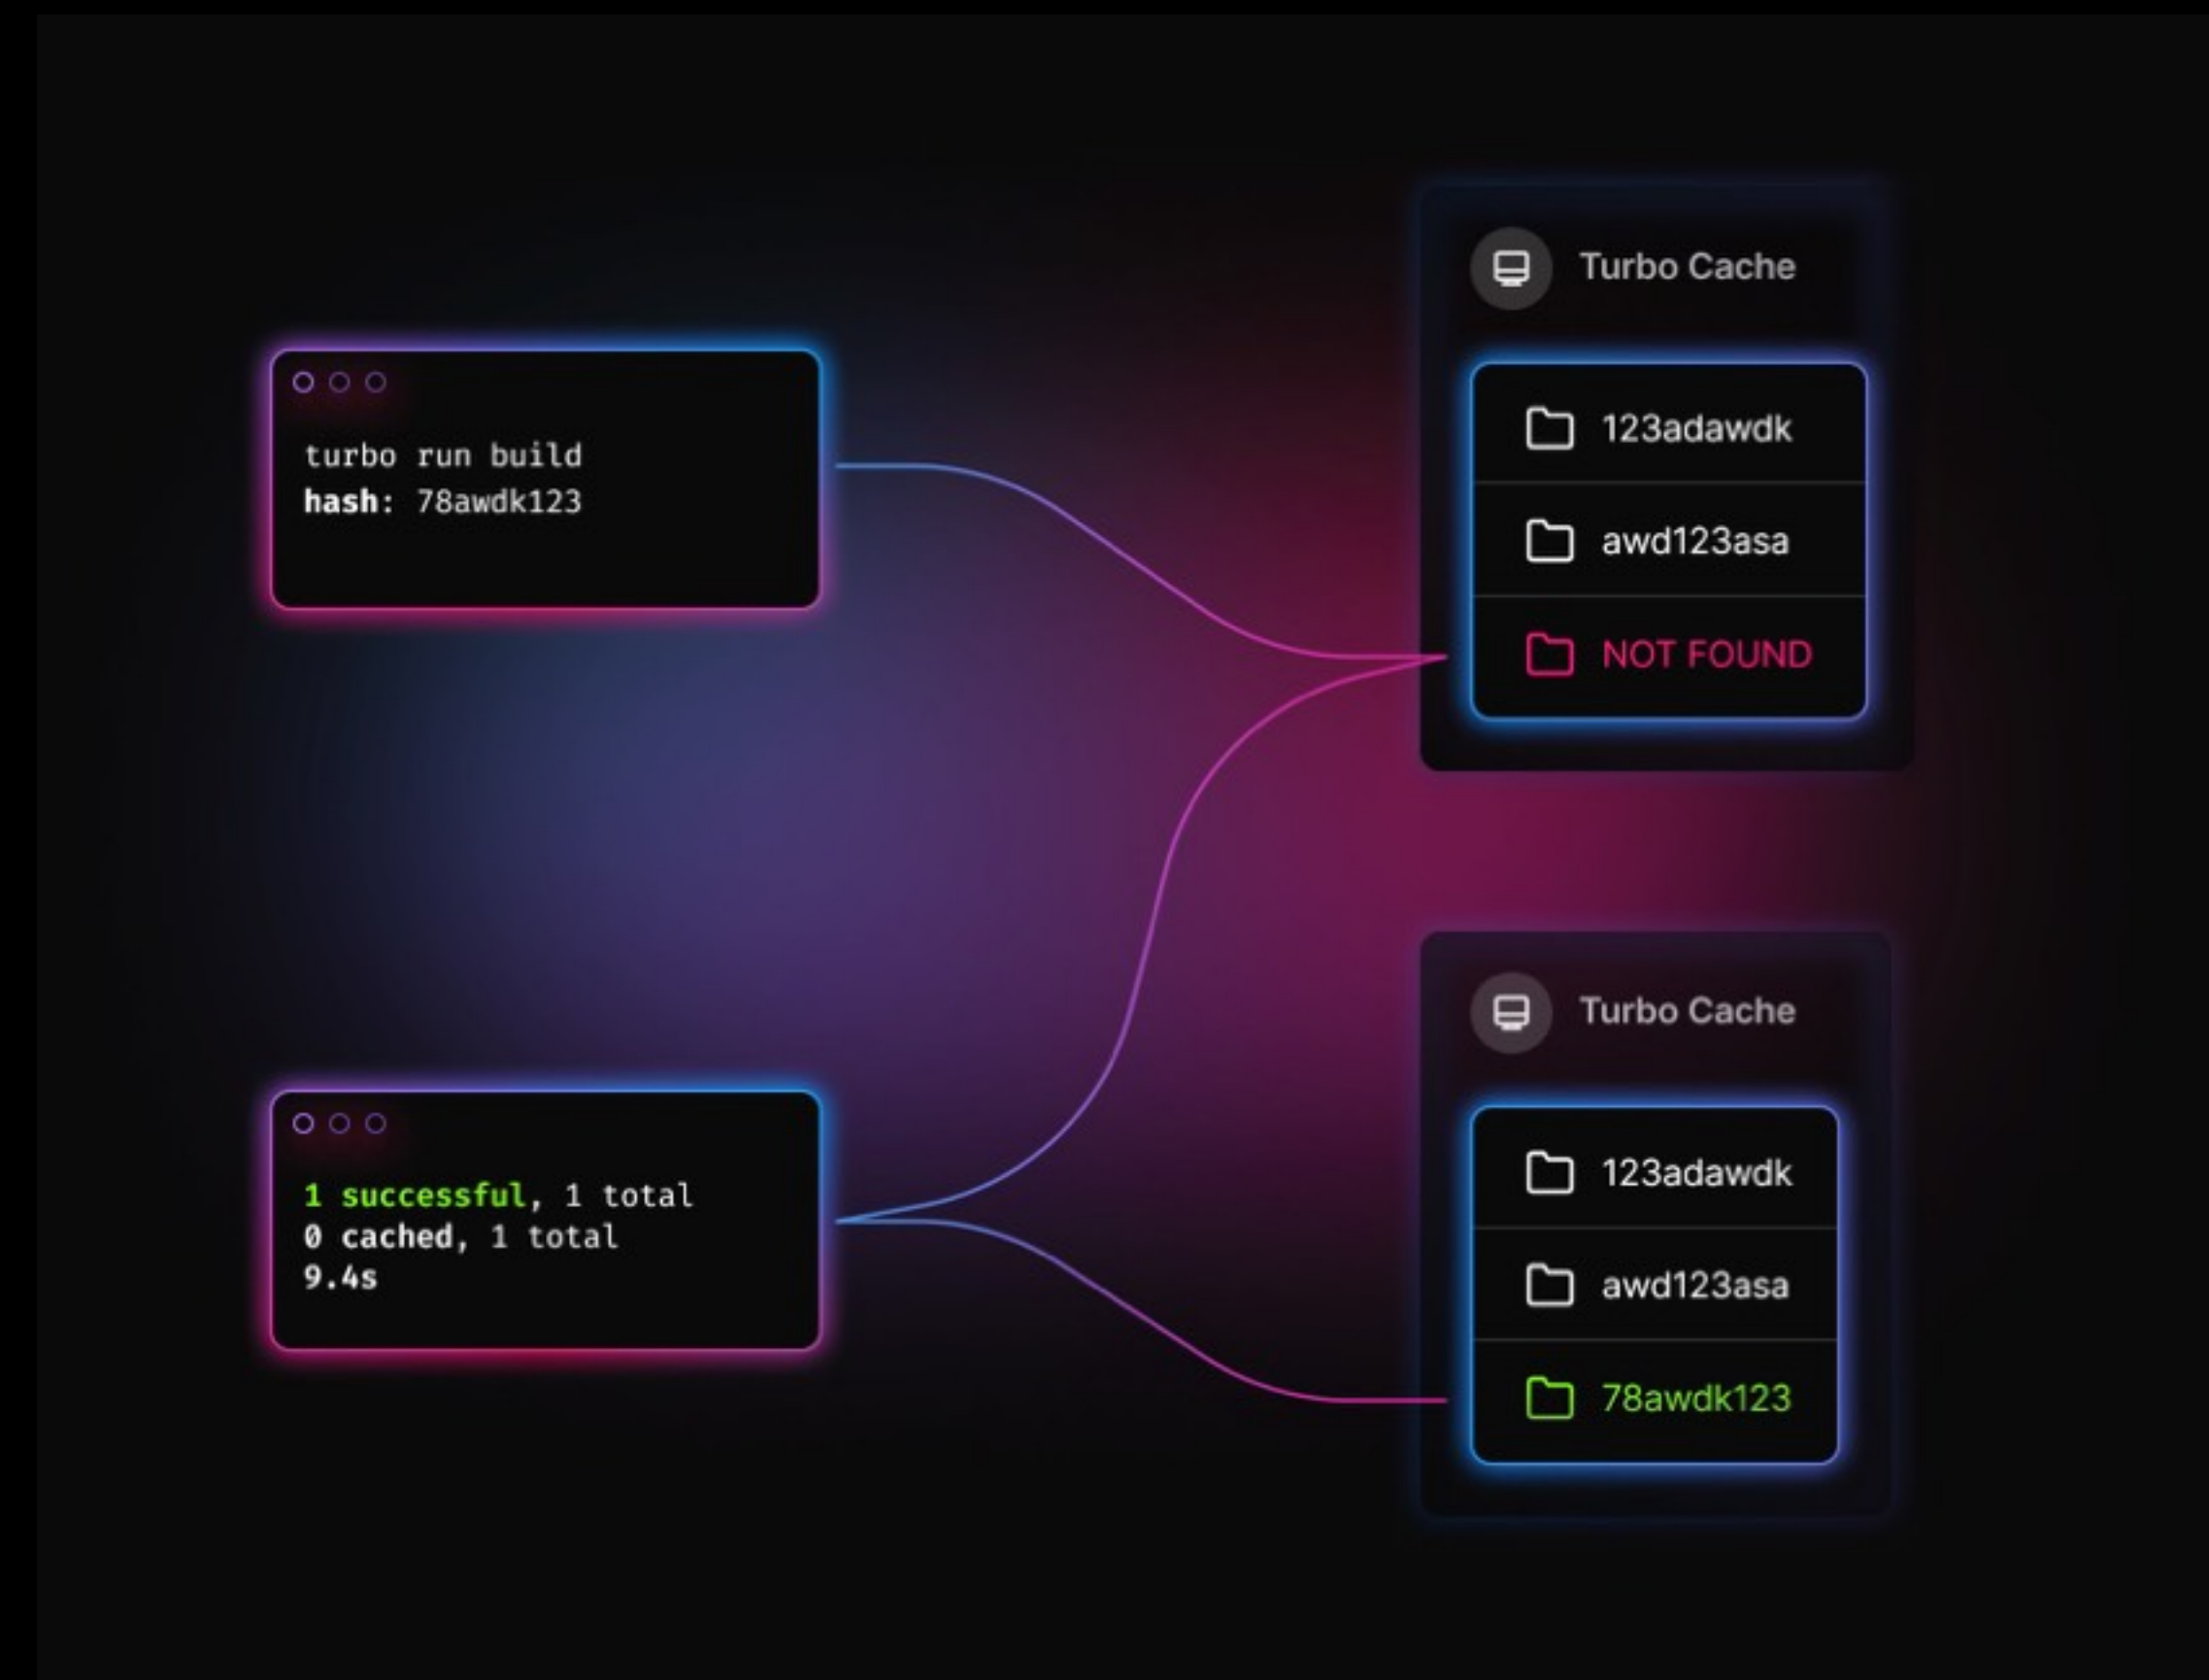 turbo run build
hash: 78awdk123
Turbo Cache
123adawdk
awd123asa
NOT FOUND
1 successful, 1 total
0 cached, 1 total
9.4s
Turbo Cache
123adawdk
awd123asa
78awdk123